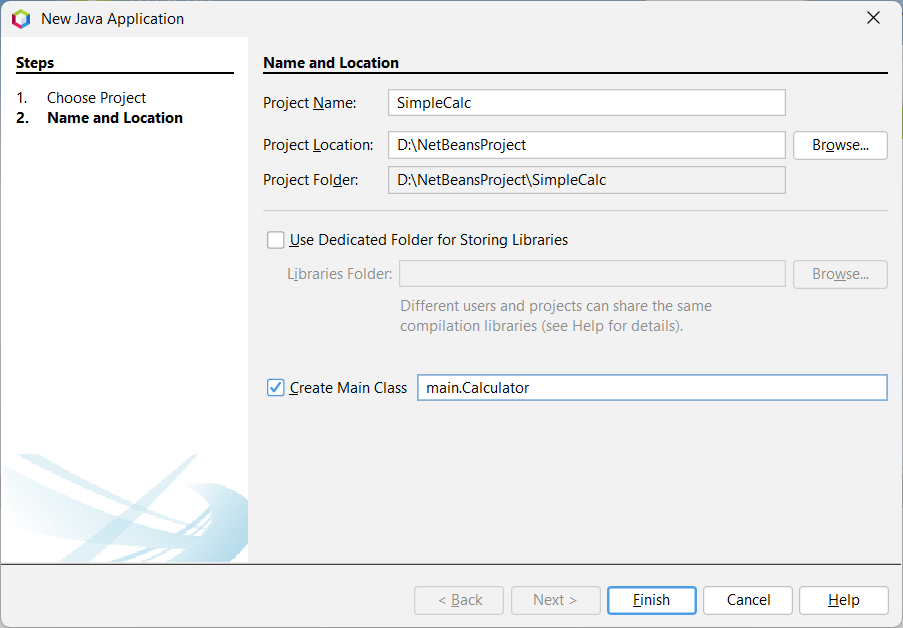 New Java Application
Steps
1. Choose Project
2. Name and Location
Name and Location
Project Name: SimpleCalc
Project Location: D:\NetBeansProject Browse...
Project Folder: D:\NetBeansProject\SimpleCalc
Use Dedicated Folder for Storing Libraries
Libraries Folder: Browse...
Different users and projects can share the same
compilation libraries (see Help for details).
Create Main Class main.Calculator
< Back Next > Finish Cancel Help